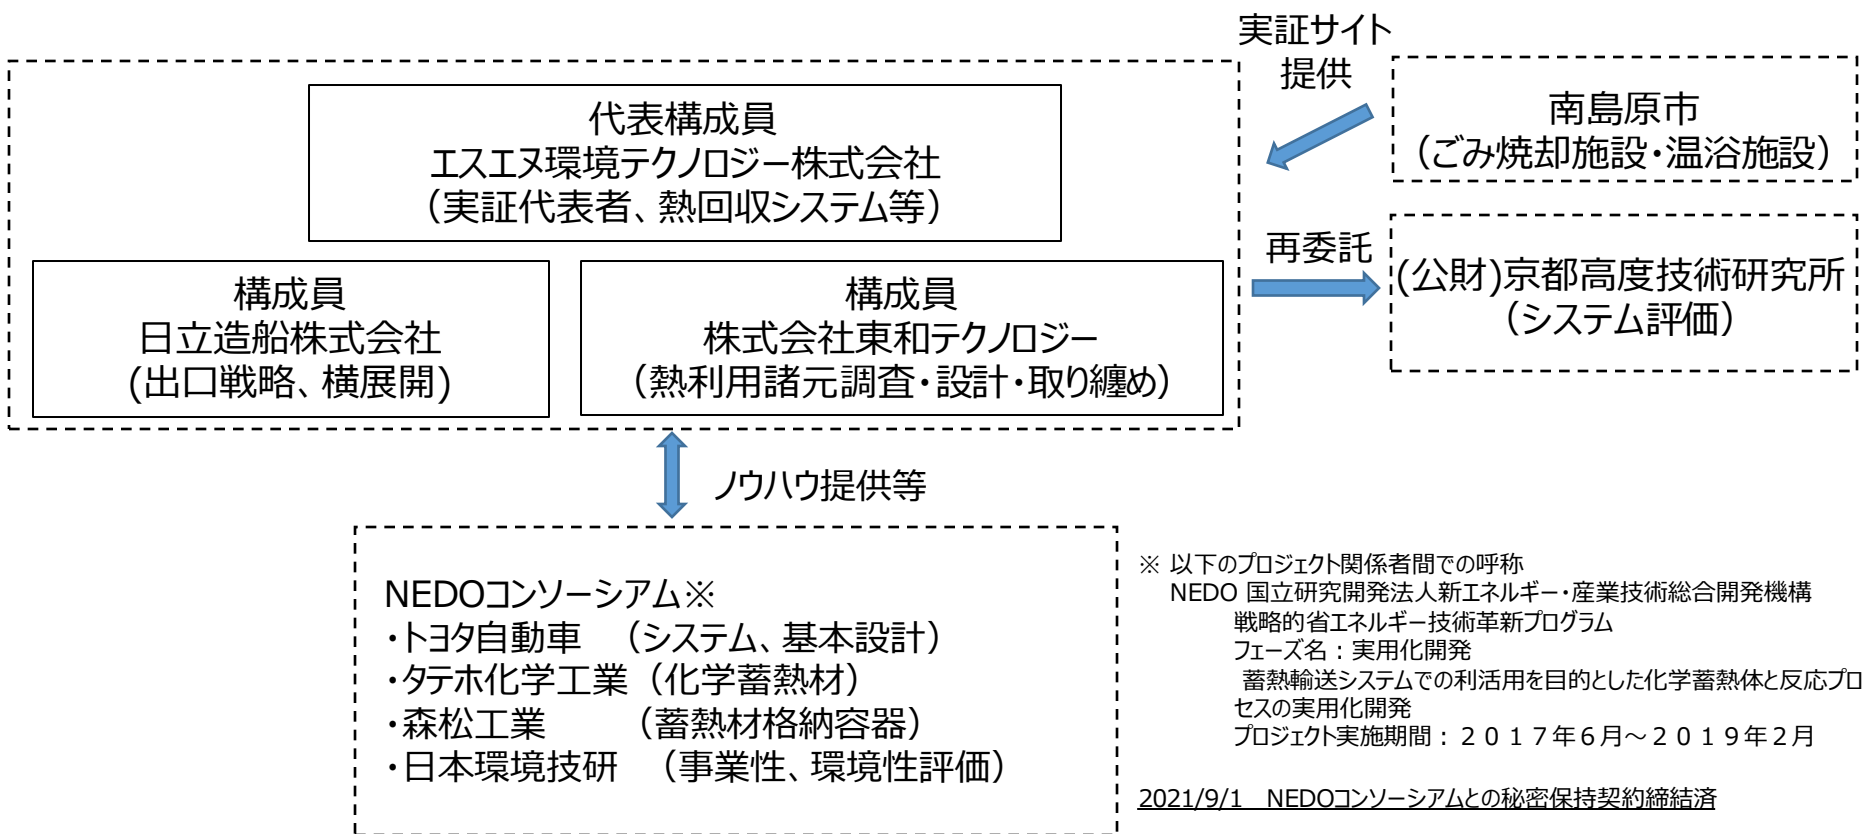 実証サイト
提供
代表構成員
エスエヌ環境テクノロジー株式会社
（実証代表者、熱回収システム等）
南島原市
（ごみ焼却施設・温浴施設）
構成員
日立造船株式会社
(出口戦略、横展開)
構成員
株式会社東和テクノロジー
（熱利用諸元調査・設計・取り纏め）
再委託
(公財)京都高度技術研究所
（システム評価）
ノウハウ提供等
NEDOコンソーシアム※
・トヨタ自動車　（システム、基本設計）
・タテホ化学工業（化学蓄熱材）
・森松工業　　　（蓄熱材格納容器）
・日本環境技研　（事業性、環境性評価）
※ 以下のプロジェクト関係者間での呼称
NEDO 国立研究開発法人新エネルギー・産業技術総合開発機構
戦略的省エネルギー技術革新プログラム
フェーズ名：実用化開発
蓄熱輸送システムでの利活用を目的とした化学蓄熱体と反応プロ
セスの実用化開発
プロジェクト実施期間：２０１７年６月～２０１９年２月
2021/9/1　NEDOコンソーシアムとの秘密保持契約締結済